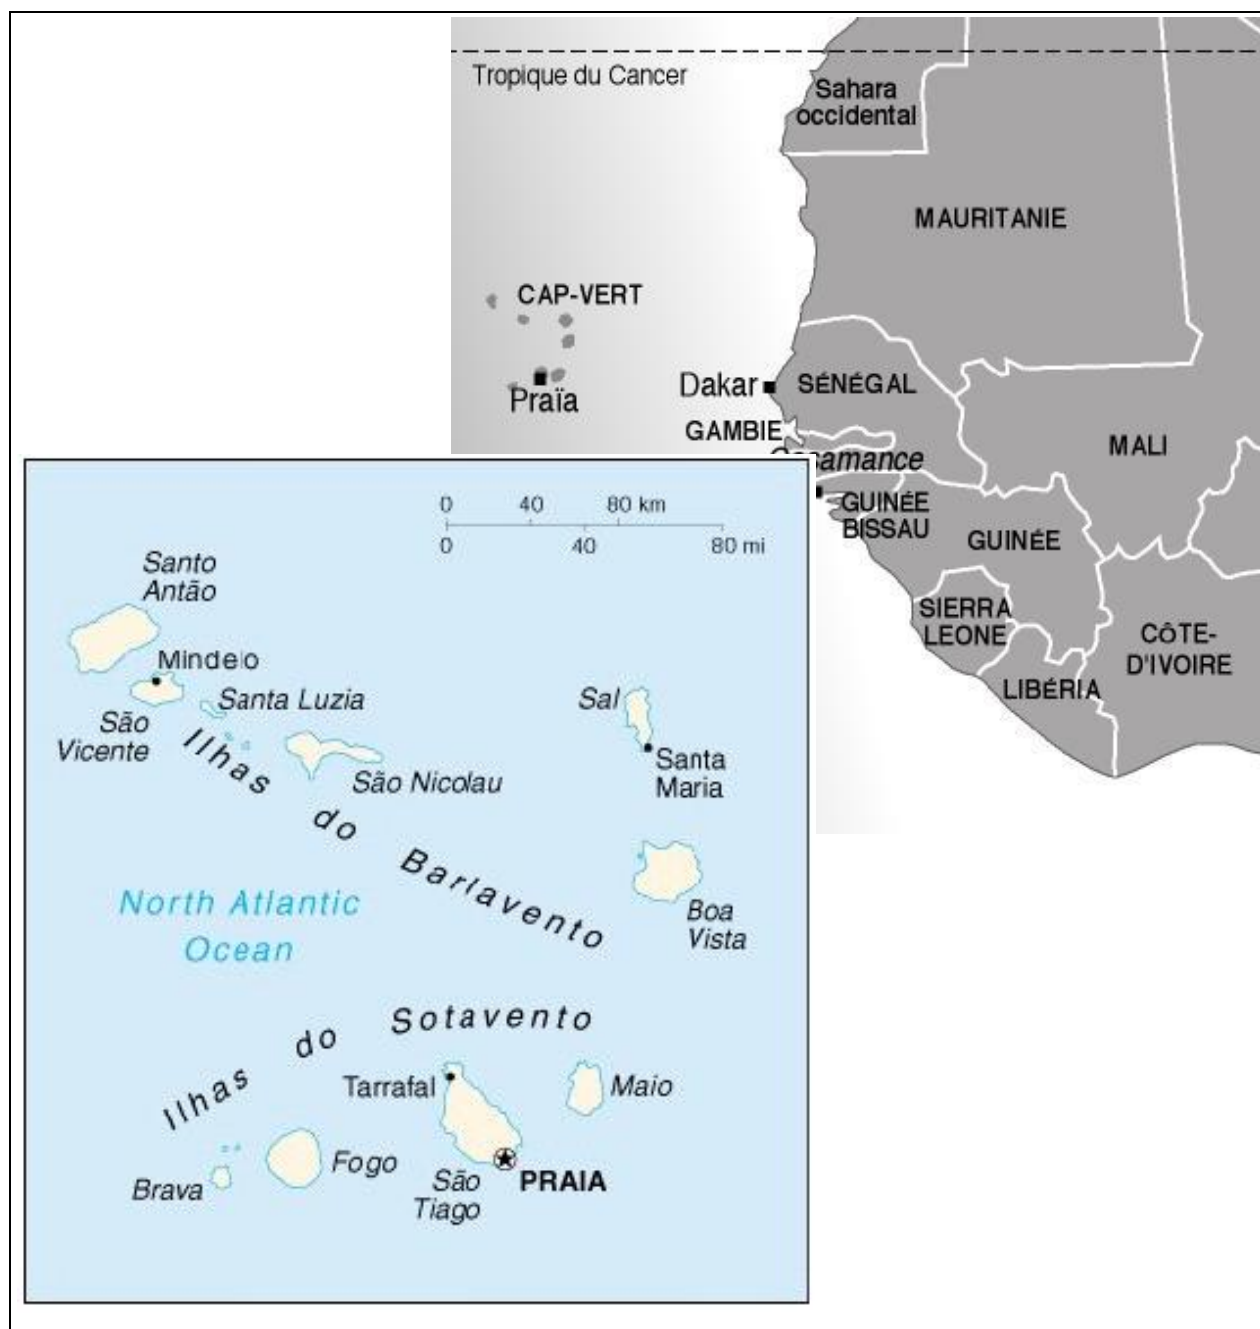 Tropique du Cancer
Sahara
occidental
MAURITANIE
CAP-VERT
Praïa
Dakar
SÉNÉGAL
GAMBIE
MALI
GUINÉE
BISSAU
GUINÉE
SIERRA
LEONE
LIBÉRIA
CÔTE-
D'IVOIRE
0 40 80 km
0 40 80 mi
Santo
Antão
Mindelo
São
Vicente
Santa Luzia
São Nicolau
Sal
Santa
Maria
Boa
Vista
Ilhas do Barlavento
North Atlantic
Ocean
Ilhas do Sotavento
Tarrafal
Maio
Brava
Fogo
São
Tiago
PRAIA